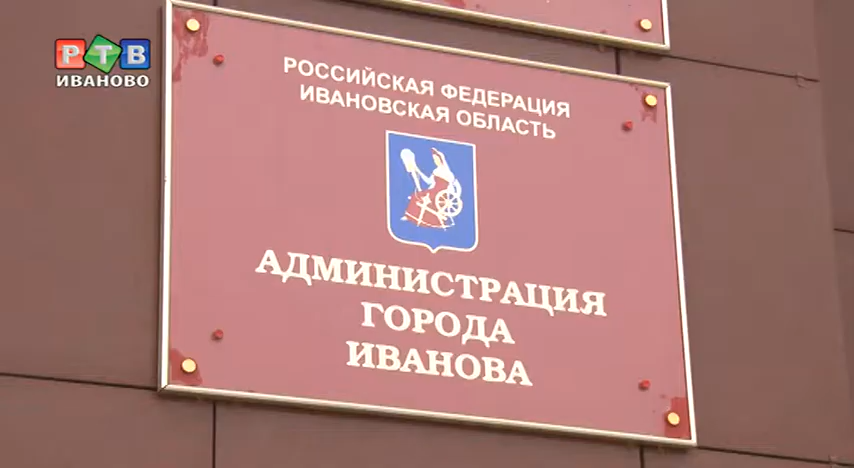 РТВ
ИВАНОВО
РОССИЙСКАЯ ФЕДЕРАЦИЯ
ИВАНОВСКАЯ ОБЛАСТЬ
АДМИНИСТРАЦИЯ
ГОРОДА
ИВАНОВА